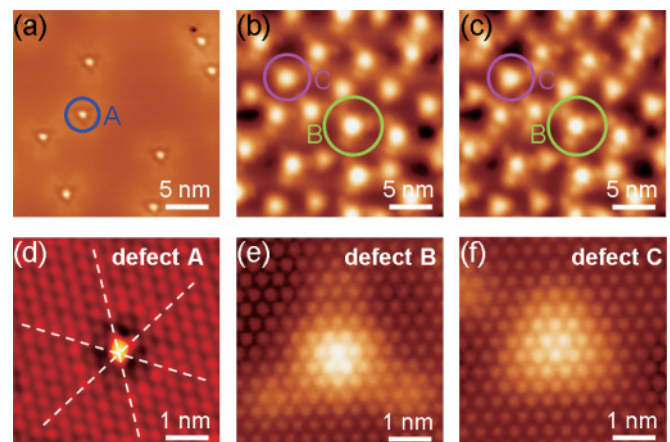 (a)
A
5 nm
(b)
C
B
5 nm
(c)
C
B
5 nm
(d)
defect A
1 nm
(e)
defect B
1 nm
(f)
defect C
1 nm